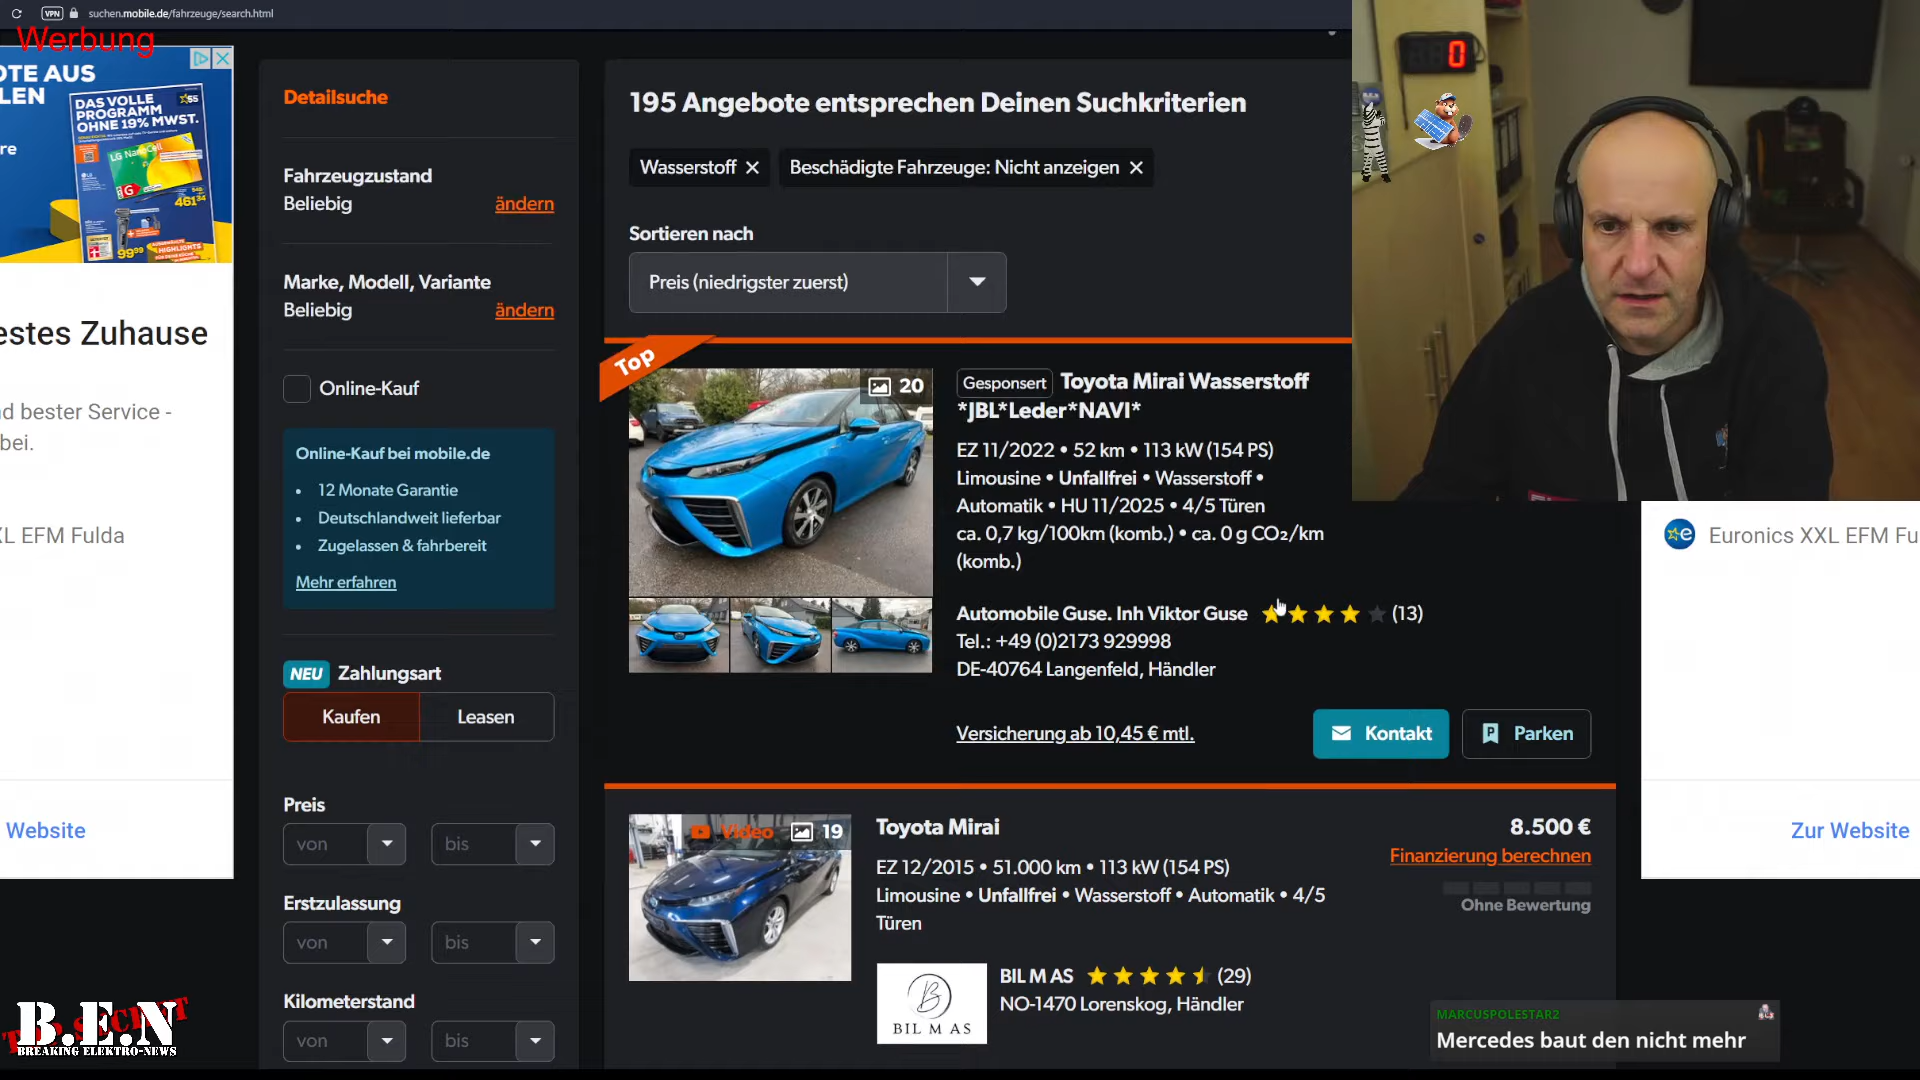 VPN
suchen.mobile.de/fahrzeuge/search.html
Werbung
OTE AUS
LEN
DAS VOLLE
PROGRAMM
OHNE 19% MWST.
LG NanoCell
461
99
re
estes Zuhause
nd bester Service -
bei.
XL EFM Fulda
Website
B.E.N
BREAKING ELEKTRO-NEWS
Detailsuche
Fahrzeugzustand
Beliebig
ändern
Marke, Modell, Variante
Beliebig
ändern
Online-Kauf
Online-Kauf bei mobile.de
• 12 Monate Garantie
• Deutschlandweit lieferbar
• Zugelassen & fahrbereit
Mehr erfahren
NEU Zahlungsart
Kaufen Leasen
Preis
von bis
Erstzulassung
von bis
Kilometerstand
von bis
195 Angebote entsprechen Deinen Suchkriterien
Wasserstoff ✕ Beschädigte Fahrzeuge: Nicht anzeigen ✕
Sortieren nach
Preis (niedrigster zuerst)
Top
20
Gesponsert Toyota Mirai Wasserstoff
*JBL*Leder*NAVI*
EZ 11/2022 • 52 km • 113 kW (154 PS)
Limousine • Unfallfrei • Wasserstoff •
Automatik • HU 11/2025 • 4/5 Türen
ca. 0,7 kg/100km (komb.) • ca. 0 g CO₂/km
(komb.)
Automobile Guse. Inh Viktor Guse (13)
Tel.: +49 (0)2173 929998
DE-40764 Langenfeld, Händler
Versicherung ab 10,45 € mtl.
Kontakt
Parken
Video 19
Toyota Mirai
8.500 €
EZ 12/2015 • 51.000 km • 113 kW (154 PS)
Finanzierung berechnen
Limousine • Unfallfrei • Wasserstoff • Automatik • 4/5
Türen
Ohne Bewertung
B
BIL M AS
BIL M AS (29)
NO-1470 Lorenskog, Händler
0
Euronics XXL EFM Fu
Zur Website
MARCUSPOLESTAR2
Mercedes baut den nicht mehr